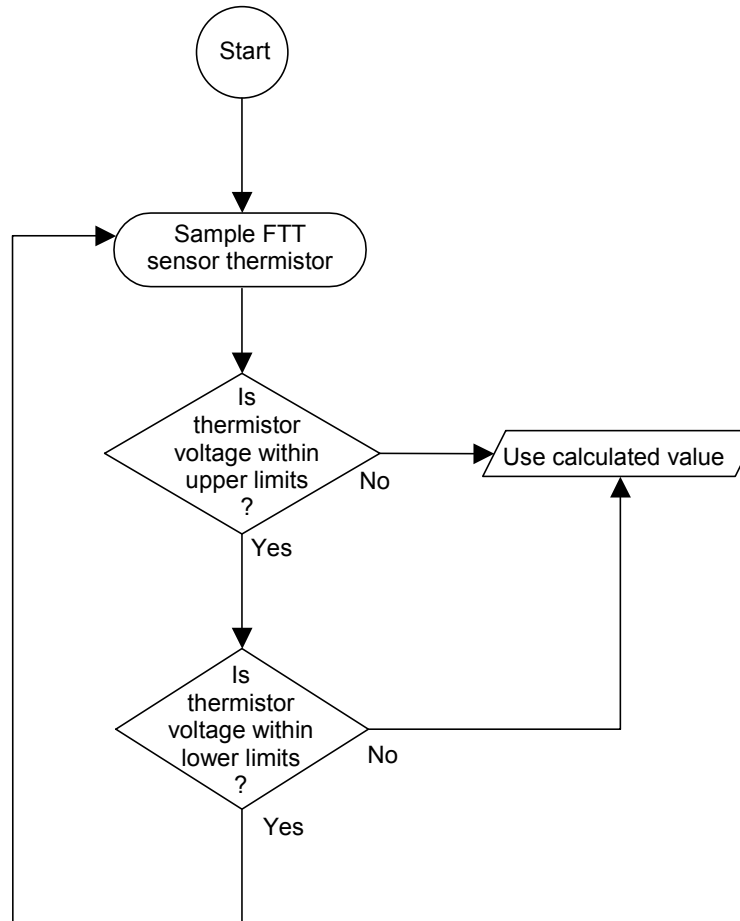 Start
Sample FTT
sensor thermistor
Is
thermistor
voltage within
upper limits
?
No
Use calculated value
Yes
Is
thermistor
voltage within
lower limits
?
No
Yes